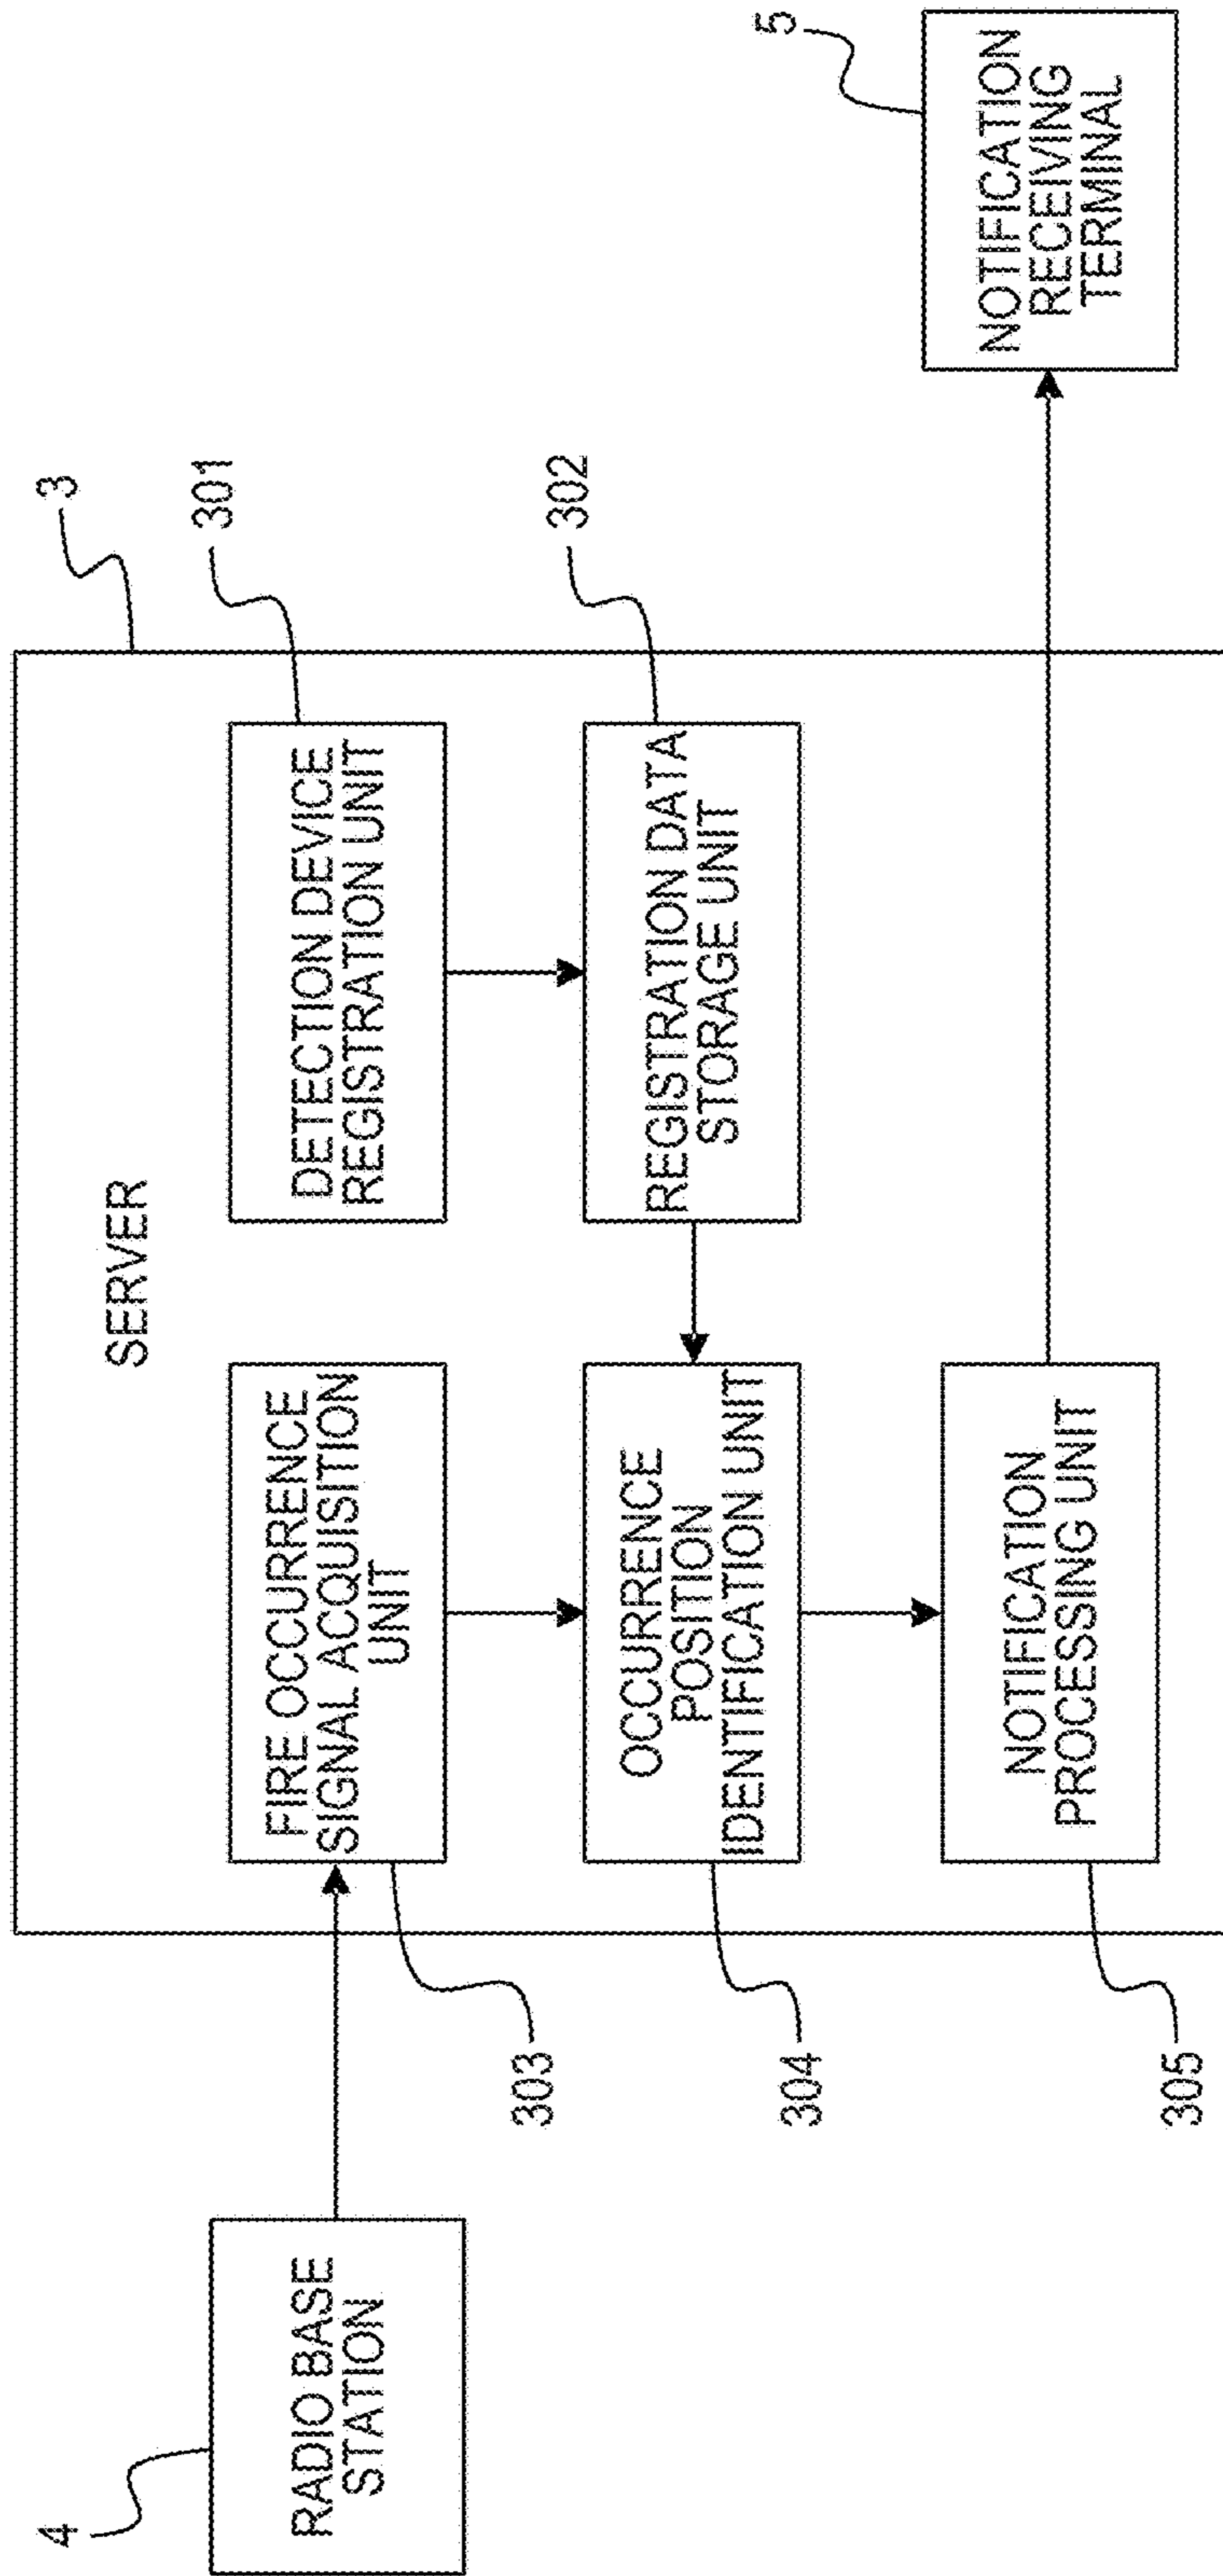 SERVER
3
4
RADIO BASE
STATION
FIRE OCCURRENCE
SIGNAL ACQUISITION
UNIT
303
DETECTION DEVICE
REGISTRATION UNIT
301
OCCURRENCE
POSITION
IDENTIFICATION UNIT
304
REGISTRATION DATA
STORAGE UNIT
302
NOTIFICATION
PROCESSING UNIT
305
5
NOTIFICATION
RECEIVING
TERMINAL